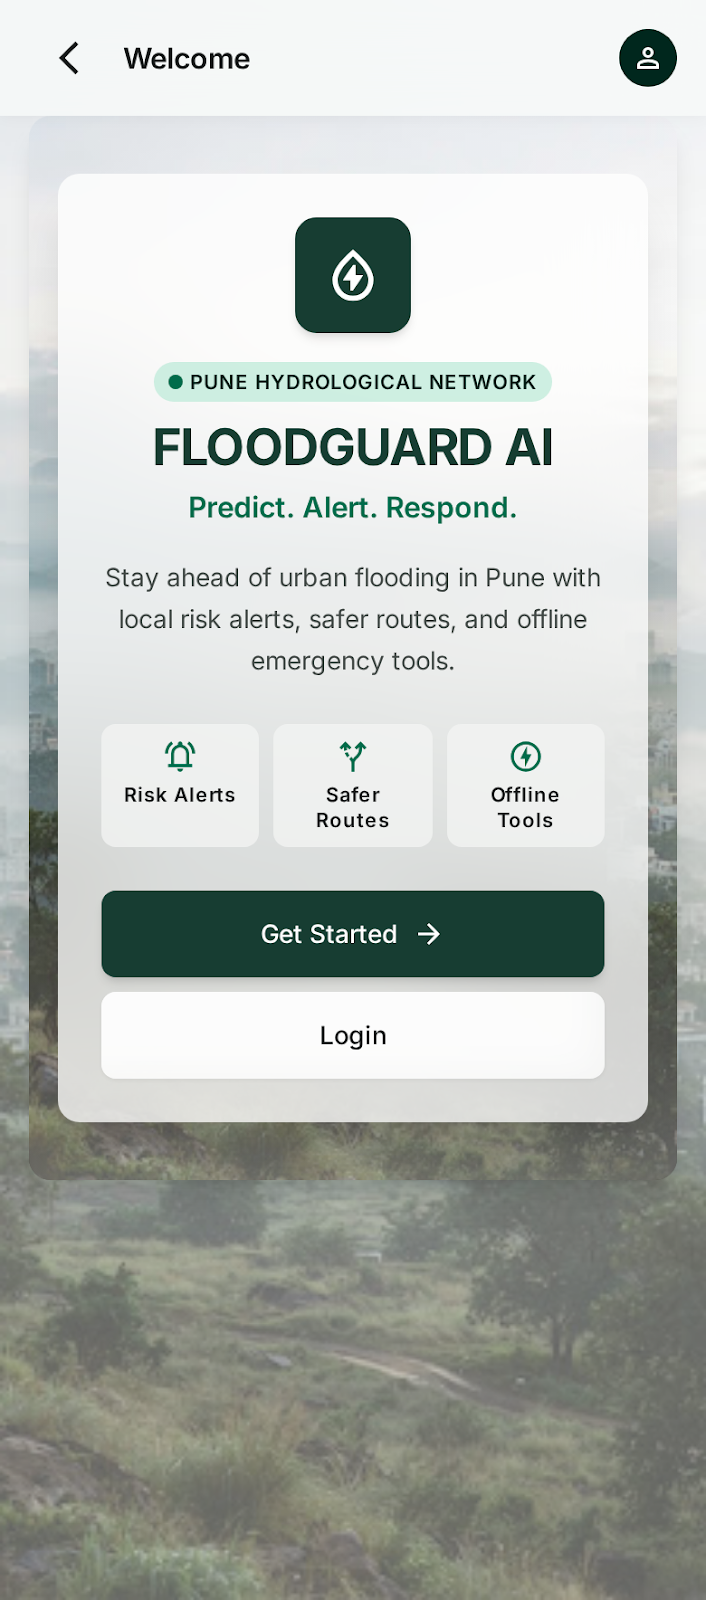 Welcome
PUNE HYDROLOGICAL NETWORK
FLOODGUARD AI
Predict. Alert. Respond.
Stay ahead of urban flooding in Pune with
local risk alerts, safer routes, and offline
emergency tools.
Risk Alerts
Safer
Routes
Offline
Tools
Get Started
Login